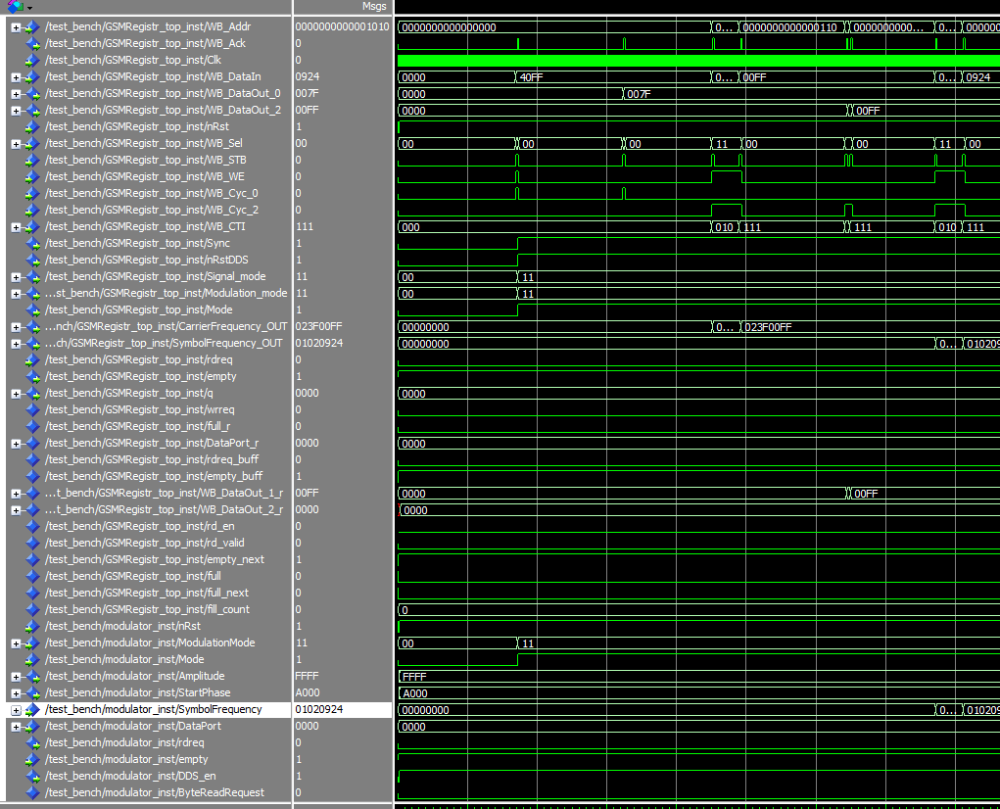 Msgs
/test_bench/GSMRegistr_top_inst/WB_Addr 0000000000001010 0000000000000000 0... 0000000000000110 0000000000... 0... 000000
/test_bench/GSMRegistr_top_inst/WB_Ack 0
/test_bench/GSMRegistr_top_inst/Clk 0
/test_bench/GSMRegistr_top_inst/WB_DataIn 0924 0000 40FF 0... 00FF 0... 0924
/test_bench/GSMRegistr_top_inst/WB_DataOut_0 007F 0000 007F
/test_bench/GSMRegistr_top_inst/WB_DataOut_2 00FF 0000 00FF
/test_bench/GSMRegistr_top_inst/nRst 1
/test_bench/GSMRegistr_top_inst/WB_Sel 00 00 00 00 11 00 00 11 00
/test_bench/GSMRegistr_top_inst/WB_STB 0
/test_bench/GSMRegistr_top_inst/WB_WE 0
/test_bench/GSMRegistr_top_inst/WB_Cyc_0 0
/test_bench/GSMRegistr_top_inst/WB_Cyc_2 0
/test_bench/GSMRegistr_top_inst/WB_CTI 111 000 010 111 111 010 111
/test_bench/GSMRegistr_top_inst/Sync 1
/test_bench/GSMRegistr_top_inst/nRstDDS 1
/test_bench/GSMRegistr_top_inst/Signal_mode 11 00 11
...st_bench/GSMRegistr_top_inst/Modulation_mode 11 00 11
/test_bench/GSMRegistr_top_inst/Mode 1
...nch/GSMRegistr_top_inst/CarrierFrequency_OUT 023F00FF 00000000 0... 023F00FF
...ch/GSMRegistr_top_inst/SymbolFrequency_OUT 01020924 00000000 0... 010209
/test_bench/GSMRegistr_top_inst/rdreq 0
/test_bench/GSMRegistr_top_inst/empty 1
/test_bench/GSMRegistr_top_inst/q 0000 0000
/test_bench/GSMRegistr_top_inst/wrreq 0
/test_bench/GSMRegistr_top_inst/full_r 0
/test_bench/GSMRegistr_top_inst/DataPort_r 0000 0000
/test_bench/GSMRegistr_top_inst/rdreq_buff 0
/test_bench/GSMRegistr_top_inst/empty_buff 1
...t_bench/GSMRegistr_top_inst/WB_DataOut_1_r 00FF 0000 00FF
...t_bench/GSMRegistr_top_inst/WB_DataOut_2_r 0000 0000
/test_bench/GSMRegistr_top_inst/rd_en 0
/test_bench/GSMRegistr_top_inst/rd_valid 0
/test_bench/GSMRegistr_top_inst/empty_next 1
/test_bench/GSMRegistr_top_inst/full 0
/test_bench/GSMRegistr_top_inst/full_next 0
/test_bench/GSMRegistr_top_inst/fill_count 0 0
/test_bench/modulator_inst/nRst 1
/test_bench/modulator_inst/ModulationMode 11 00 11
/test_bench/modulator_inst/Mode 1
/test_bench/modulator_inst/Amplitude FFFF FFFF
/test_bench/modulator_inst/StartPhase A000 A000
/test_bench/modulator_inst/SymbolFrequency 01020924 00000000 0... 010209
/test_bench/modulator_inst/DataPort 0000 0000
/test_bench/modulator_inst/rdreq 0
/test_bench/modulator_inst/empty 1
/test_bench/modulator_inst/DDS_en 1
/test_bench/modulator_inst/ByteReadRequest 0